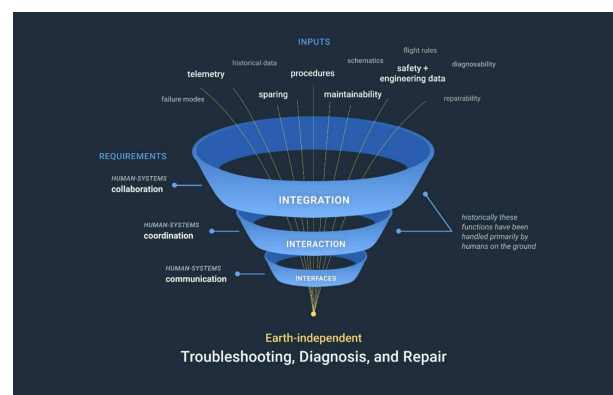 INPUTS
flight rules
historical data
schematics
diagnosability
telemetry
procedures
safety +
engineering data
failure modes
sparing
maintainability
repairability
REQUIREMENTS
HUMAN-SYSTEMS
collaboration
INTEGRATION
HUMAN-SYSTEMS
coordination
INTERACTION
historically these
functions have been
handled primarily by
humans on the ground
HUMAN-SYSTEMS
communication
INTERFACES
Earth-independent
Troubleshooting, Diagnosis, and Repair